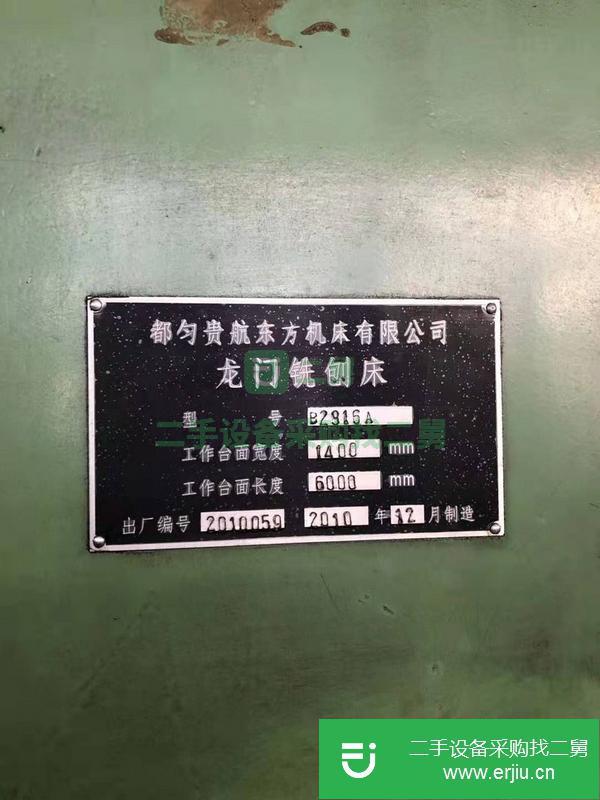 都匀贵航东方机床有限公司
龙门铣刨床
型 号 B2916A
二手设备采购找二舅
工作台面宽度 1400 mm
工作台面长度 6000 mm
出厂编号 2010059 2010 年 12 月制造
二手设备采购找二舅
www.erjiu.cn